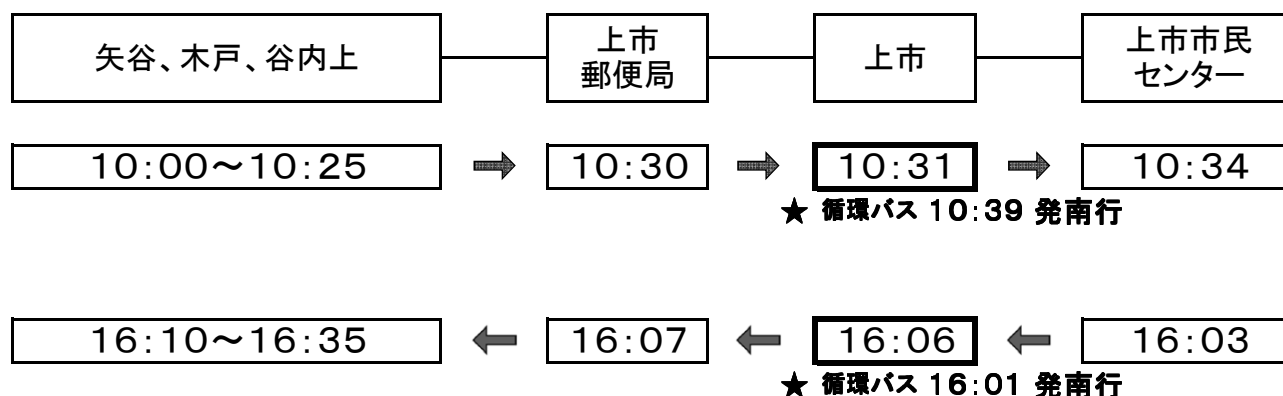 矢谷、木戸、谷内上
上市
郵便局
上市
上市市民
センター
10:00～10:25
10:30
10:31
10:34
★ 循環バス 10:39 発南行
16:10～16:35
16:07
16:06
16:03
★ 循環バス 16:01 発南行